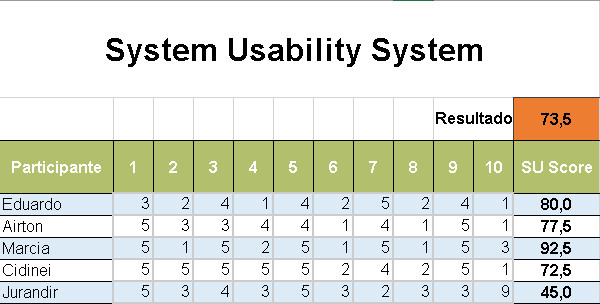 System Usability System
Resultado 73,5
Participante 1 2 3 4 5 6 7 8 9 10 SU Score
Eduardo 3 2 4 1 4 2 5 2 4 1 80,0
Airton 5 3 3 4 4 1 4 1 5 1 77,5
Marcia 5 1 5 2 5 1 5 1 5 3 92,5
Cidinei 5 5 5 5 5 2 4 2 5 1 72,5
Jurandir 5 3 4 3 5 3 2 3 3 9 45,0